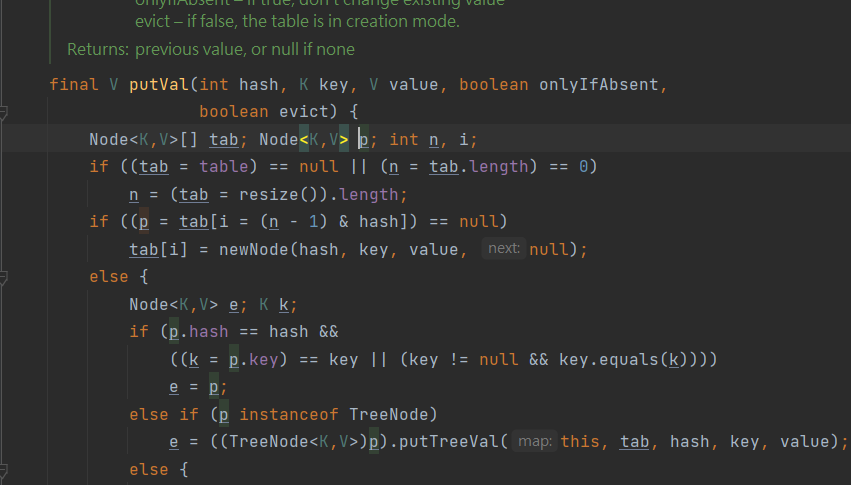 onlyIfAbsent – if true, don't change existing value
evict – if false, the table is in creation mode.
Returns: previous value, or null if none
final V putVal(int hash, K key, V value, boolean onlyIfAbsent,
boolean evict) {
Node<K,V>[] tab; Node<K,V> p; int n, i;
if ((tab = table) == null || (n = tab.length) == 0)
n = (tab = resize()).length;
if ((p = tab[i = (n - 1) & hash]) == null)
tab[i] = newNode(hash, key, value, next: null);
else {
Node<K,V> e; K k;
if (p.hash == hash &&
((k = p.key) == key || (key != null && key.equals(k))))
e = p;
else if (p instanceof TreeNode)
e = ((TreeNode<K,V>)p).putTreeVal( map: this, tab, hash, key, value);
else {